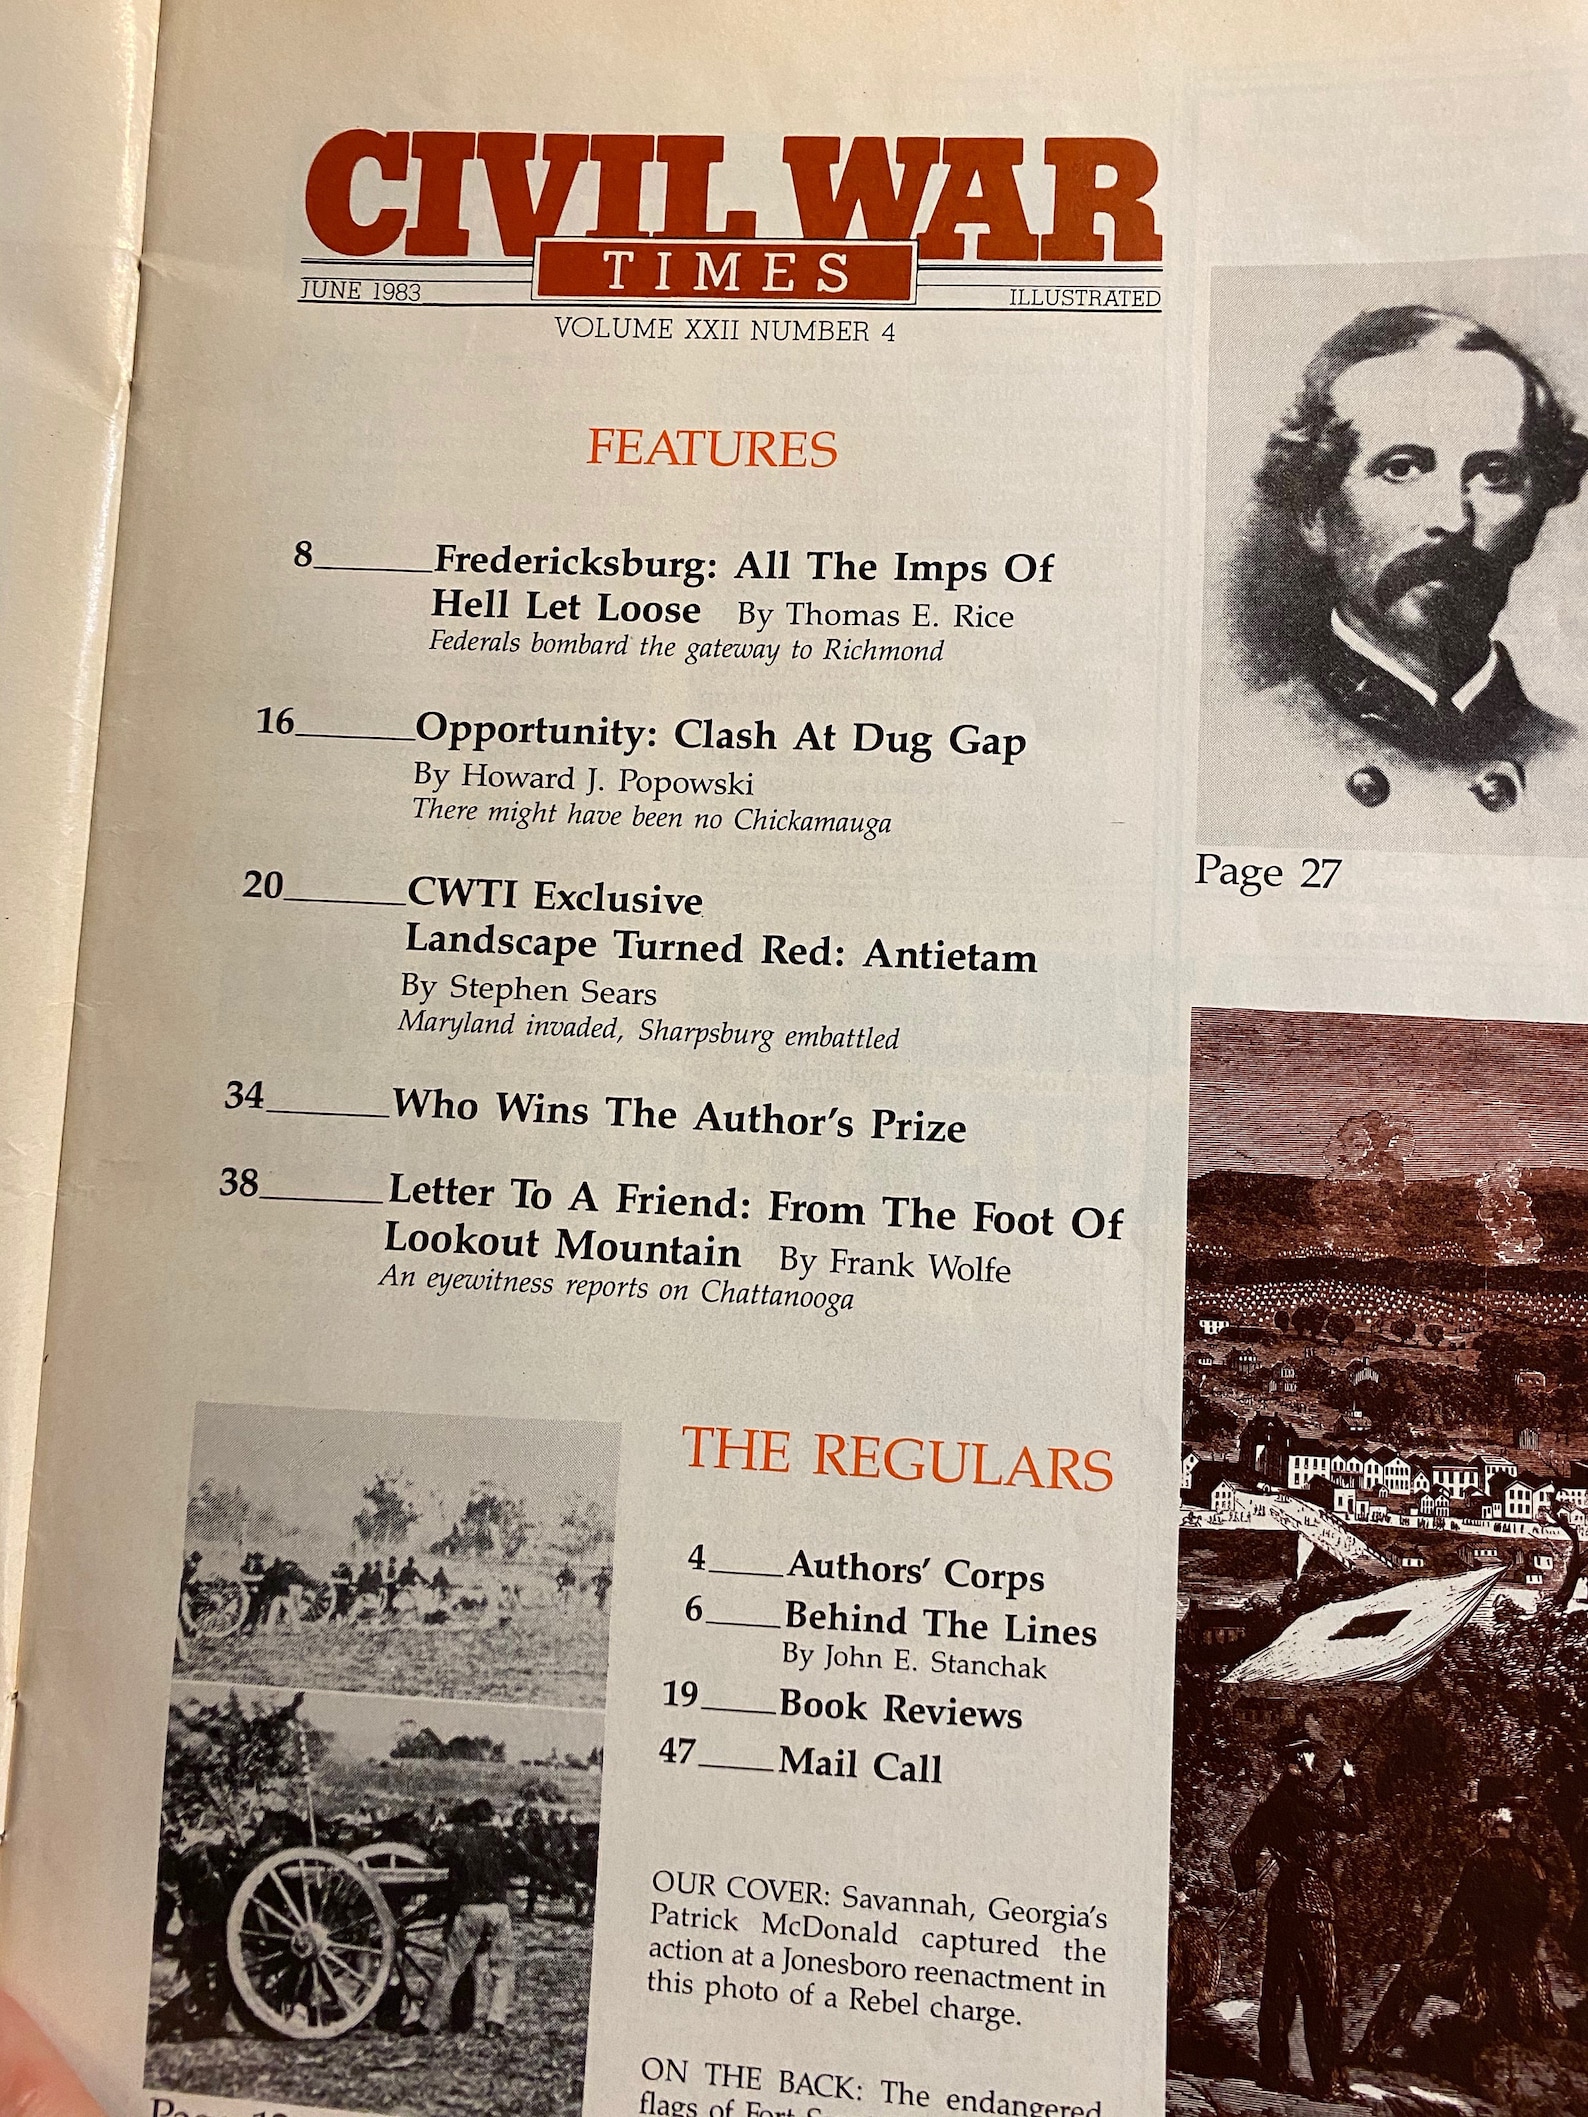 CIVIL WAR
TIMES
JUNE 1983
ILLUSTRATED
VOLUME XXII NUMBER 4
FEATURES
8 Fredericksburg: All The Imps Of
Hell Let Loose By Thomas E. Rice
Federals bombard the gateway to Richmond
16 Opportunity: Clash At Dug Gap
By Howard J. Popowski
There might have been no Chickamauga
20 CWTI Exclusive
Landscape Turned Red: Antietam
By Stephen Sears
Maryland invaded, Sharpsburg embattled
34 Who Wins The Author's Prize
38 Letter To A Friend: From The Foot Of
Lookout Mountain By Frank Wolfe
An eyewitness reports on Chattanooga
THE REGULARS
4 Authors' Corps
6 Behind The Lines
By John E. Stanchak
19 Book Reviews
47 Mail Call
OUR COVER: Savannah, Georgia's
Patrick McDonald captured the
action at a Jonesboro reenactment in
this photo of a Rebel charge.
ON THE BACK: The endangered
flags of Fort
Page 27